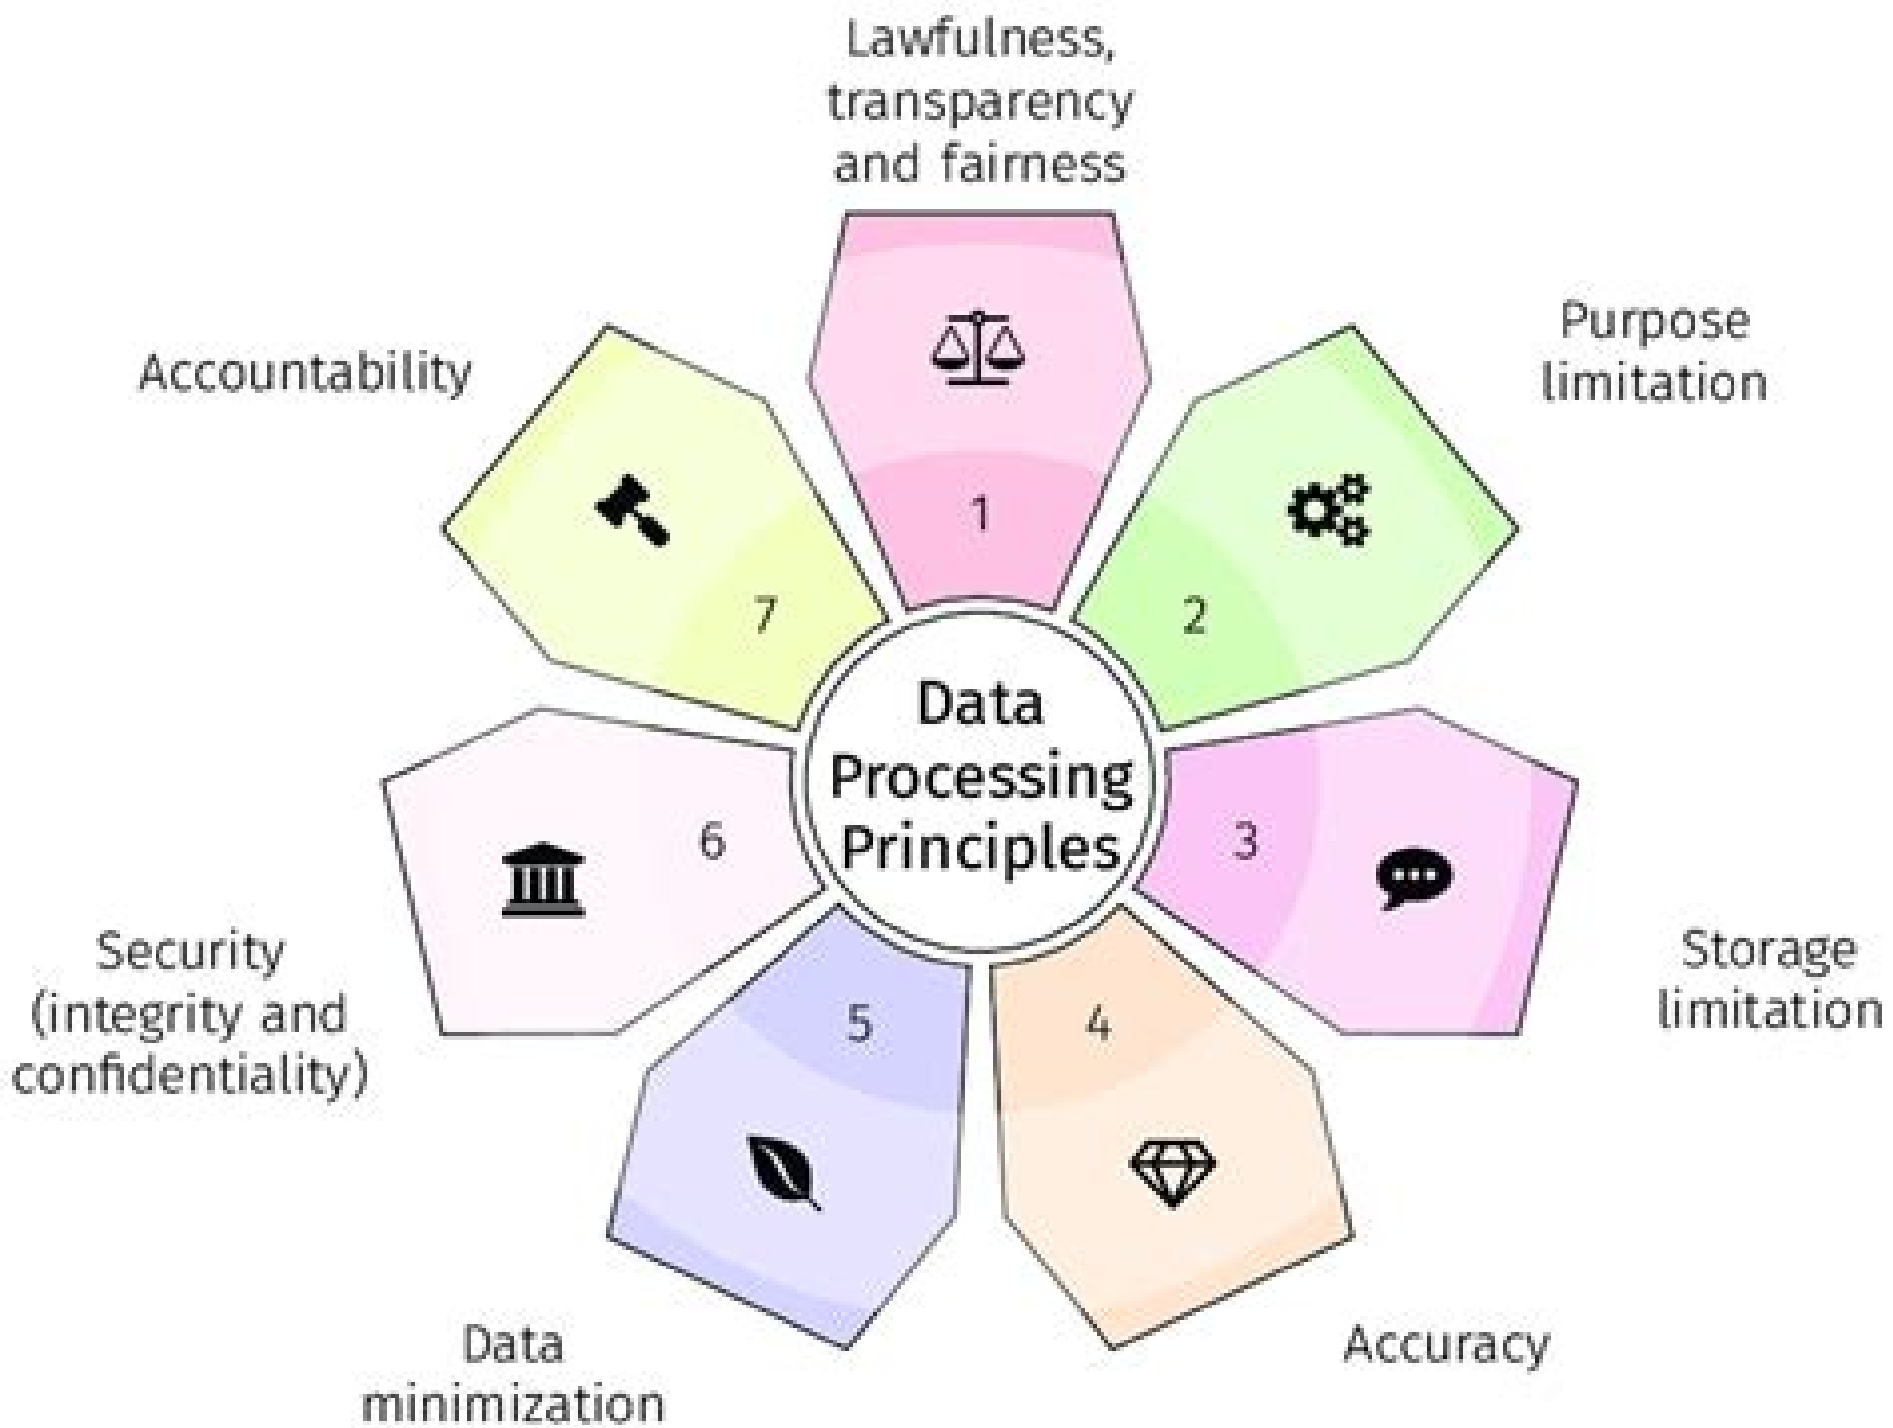 Lawfulness,
transparency
and fairness
1
Purpose
limitation
2
Storage
limitation
3
Accuracy
4
Data
minimization
5
Security
(integrity and
confidentiality)
6
Accountability
7
Data
Processing
Principles